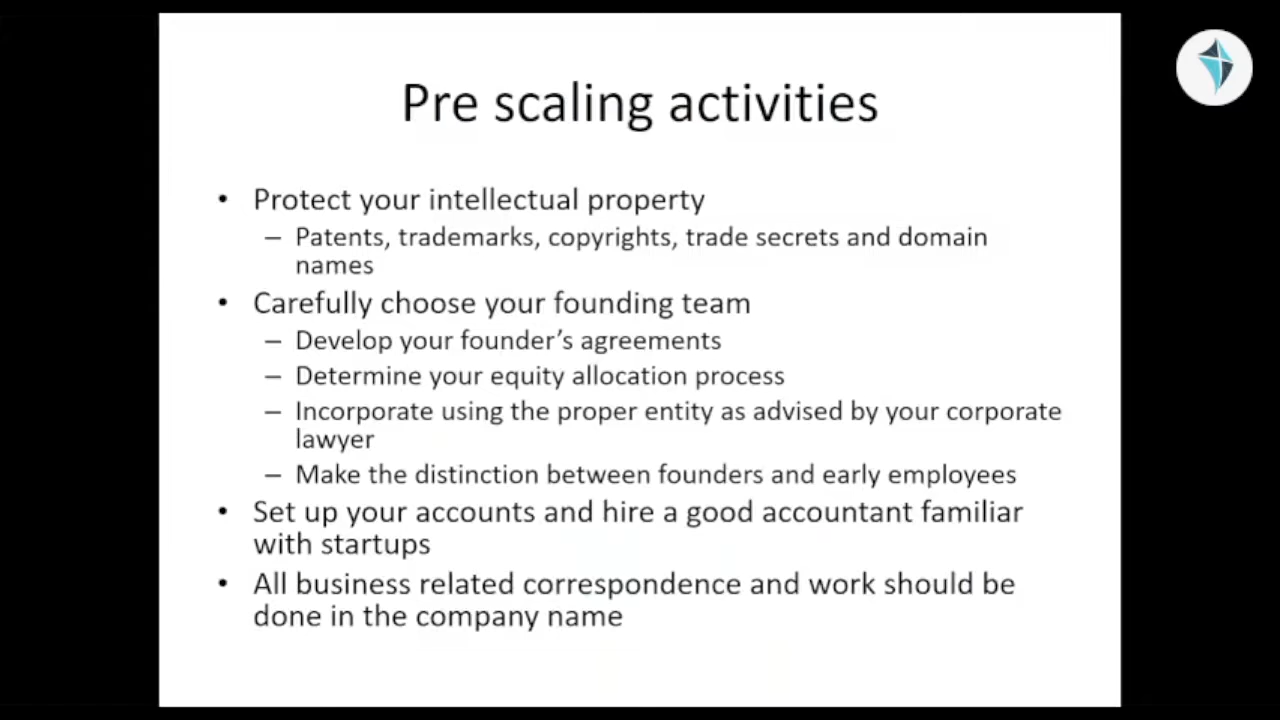 Pre scaling activities
• Protect your intellectual property
– Patents, trademarks, copyrights, trade secrets and domain
names
• Carefully choose your founding team
– Develop your founder’s agreements
– Determine your equity allocation process
– Incorporate using the proper entity as advised by your corporate
lawyer
– Make the distinction between founders and early employees
• Set up your accounts and hire a good accountant familiar
with startups
• All business related correspondence and work should be
done in the company name